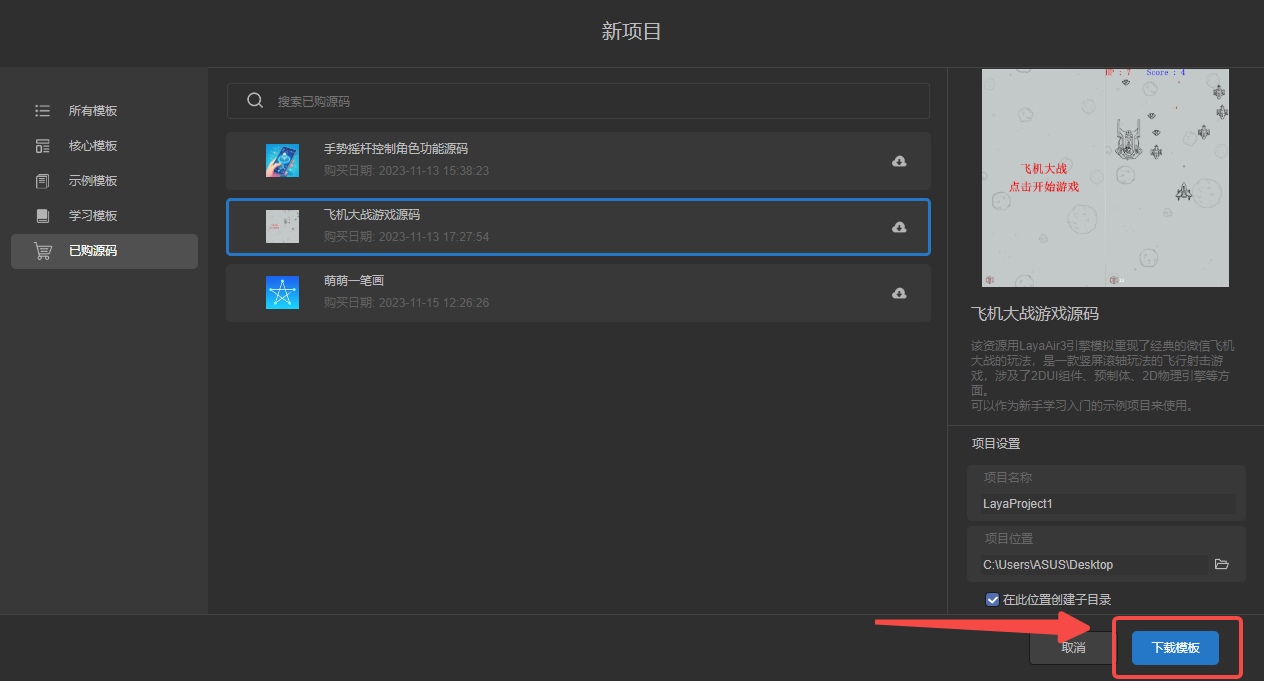 新项目
所有模板
核心模板
示例模板
学习模板
已购源码
搜索已购源码
手势摇杆控制角色功能源码
购买日期: 2023-11-13 15:38:23
飞机大战游戏源码
购买日期: 2023-11-13 17:27:54
萌萌一笔画
购买日期: 2023-11-15 12:26:26
Score : 4
飞机大战
点击开始游戏
飞机大战游戏源码
该资源用LayaAir3引擎模拟重现了经典的微信飞机
大战的玩法，是一款竖屏滚轴玩法的飞行射击游
戏，涉及了2DUI组件、预制体、2D物理引擎等方
面。
可以作为新手学习入门的示例项目来使用。
项目设置
项目名称
LayaProject1
项目位置
C:\Users\ASUS\Desktop
在此位置创建子目录
取消
下载模板